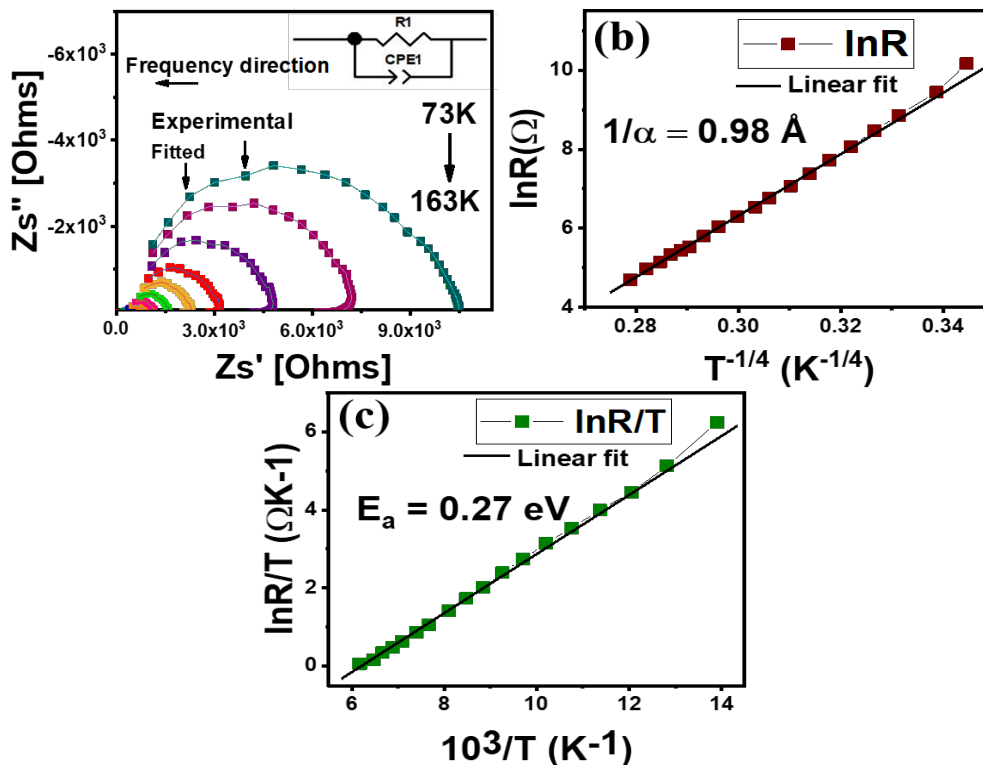 -6x10³
-4x10³
-2x10³
Zs'' [Ohms]
0.0
3.0x10³
6.0x10³
9.0x10³
Zs' [Ohms]
R1
CPE1
Frequency direction
Experimental
Fitted
73K
163K
(b)
lnR
Linear fit
1/α = 0.98 Å
10
8
6
4
lnR(Ω)
0.28
0.30
0.32
0.34
T-1/4 (K-1/4)
(c)
lnR/T
Linear fit
Ea = 0.27 eV
6
4
2
0
lnR/T (ΩK-1)
6
8
10
12
14
10³/T (K-1)